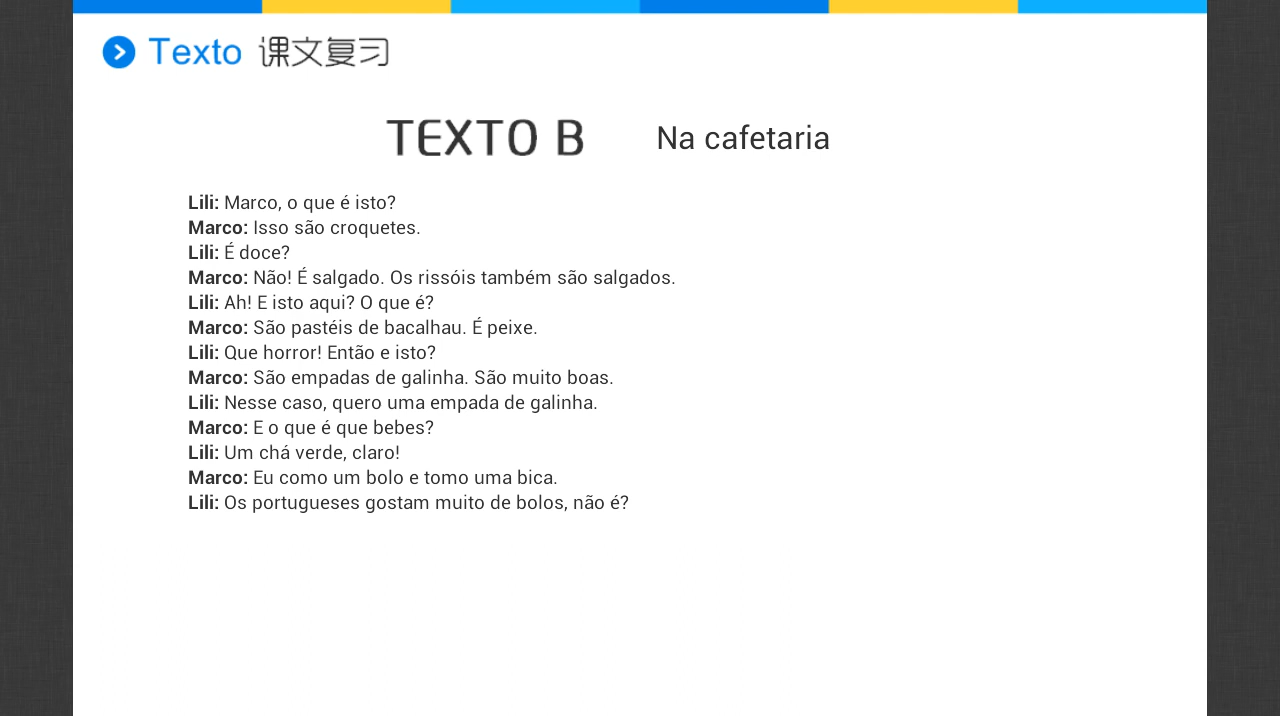 Texto 课文复习
TEXTO B Na cafetaria
Lili: Marco, o que é isto?
Marco: Isso são croquetes.
Lili: É doce?
Marco: Não! É salgado. Os rissóis também são salgados.
Lili: Ah! E isto aqui? O que é?
Marco: São pastéis de bacalhau. É peixe.
Lili: Que horror! Então e isto?
Marco: São empadas de galinha. São muito boas.
Lili: Nesse caso, quero uma empada de galinha.
Marco: E o que é que bebes?
Lili: Um chá verde, claro!
Marco: Eu como um bolo e tomo uma bica.
Lili: Os portugueses gostam muito de bolos, não é?